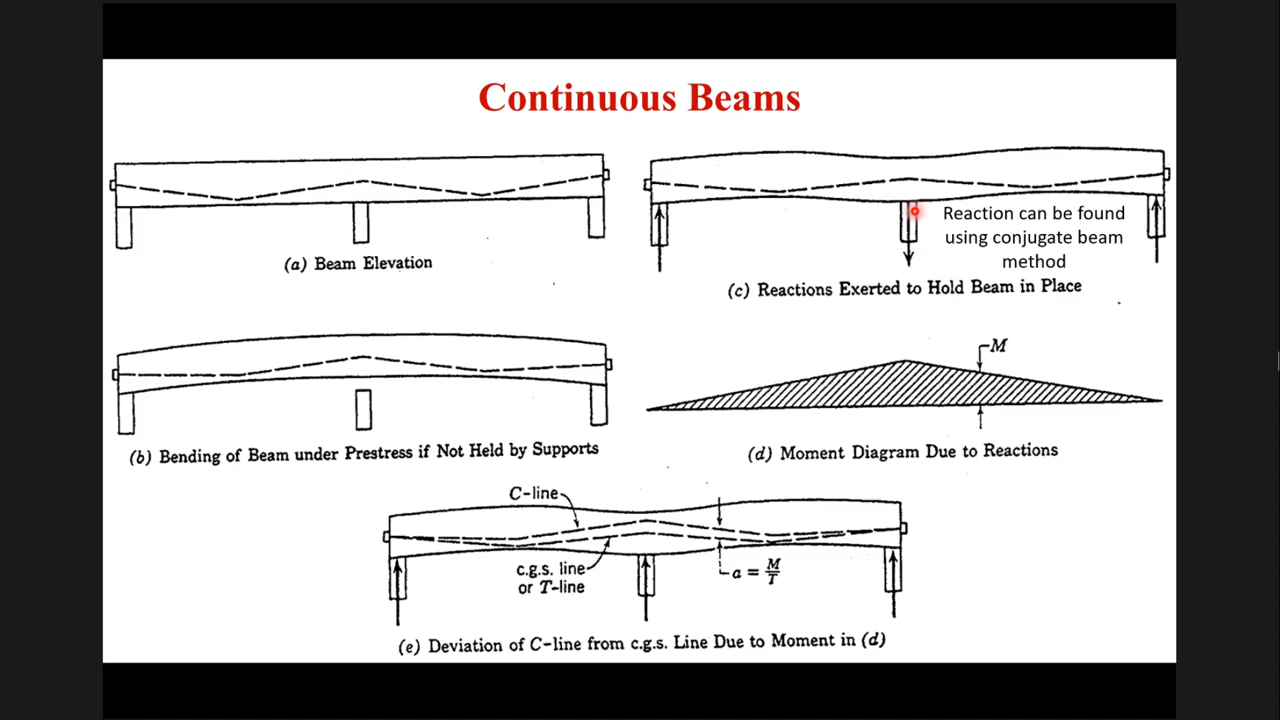 Continuous Beams
(a) Beam Elevation
Reaction can be found
using conjugate beam
method
(c) Reactions Exerted to Hold Beam in Place
(b) Bending of Beam under Prestress if Not Held by Supports
M
(d) Moment Diagram Due to Reactions
C-line
c.g.s. line
or T-line
a = M/T
(e) Deviation of C-line from c.g.s. Line Due to Moment in (d)